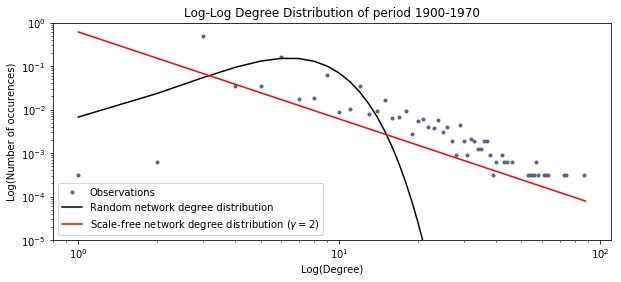 Log-Log Degree Distribution of period 1900-1970
Log(Number of occurences)
10⁰
10⁻¹
10⁻²
10⁻³
10⁻⁴
10⁻⁵
Observations
Random network degree distribution
Scale-free network degree distribution (γ = 2)
10⁰ 10¹ 10²
Log(Degree)